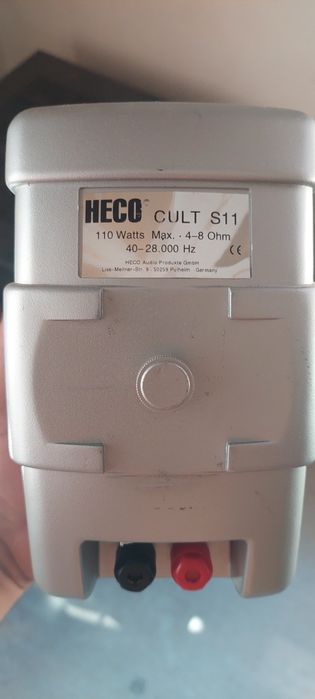 HECO CULT S11
110 Watts Max. · 4-8 Ohm
40-28.000 Hz CE
HECO Audio Produkte GmbH
Lise-Meitner-Str. 9 · 50259 Pulheim · Germany